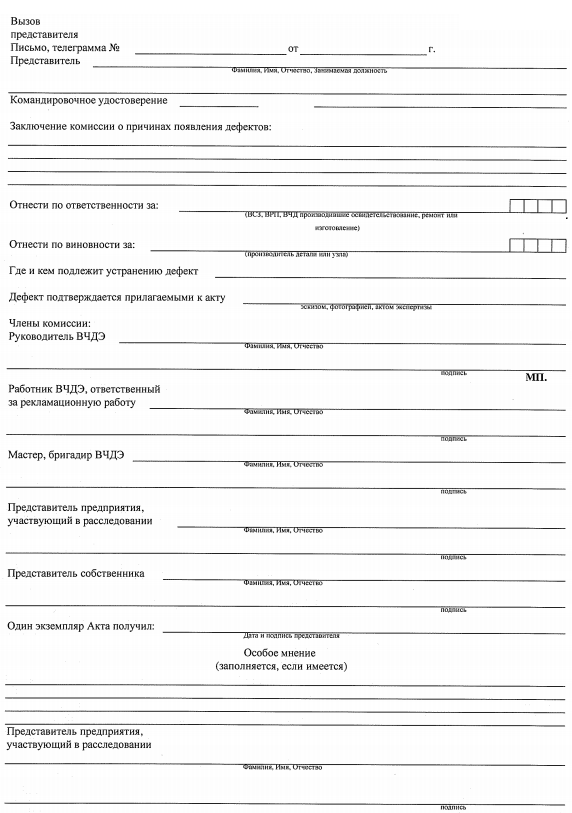 Вызов
представителя
Письмо, телеграмма № от г.
Представитель
Фамилия, Имя, Отчество, Занимаемая должность
Командировочное удостоверение
Заключение комиссии о причинах появления дефектов:
Отнести по ответственности за:
(ВСЗ, ВРП, ВЧД производившие освидетельствование, ремонт или
изготовление)
Отнести по виновности за:
(производитель детали или узла)
Где и кем подлежит устранению дефект
Дефект подтверждается прилагаемыми к акту
эскизом, фотографией, актом экспертизы
Члены комиссии:
Руководитель ВЧДЭ
Фамилия, Имя, Отчество
подпись
МП.
Работник ВЧДЭ, ответственный
за рекламационную работу
Фамилия, Имя, Отчество
подпись
Мастер, бригадир ВЧДЭ
Фамилия, Имя, Отчество
подпись
Представитель предприятия,
участвующий в расследовании
Фамилия, Имя, Отчество
подпись
Представитель собственника
Фамилия, Имя, Отчество
подпись
Один экземпляр Акта получил:
Дата и подпись представителя
Особое мнение
(заполняется, если имеется)
Представитель предприятия,
участвующий в расследовании
Фамилия, Имя, Отчество
подпись